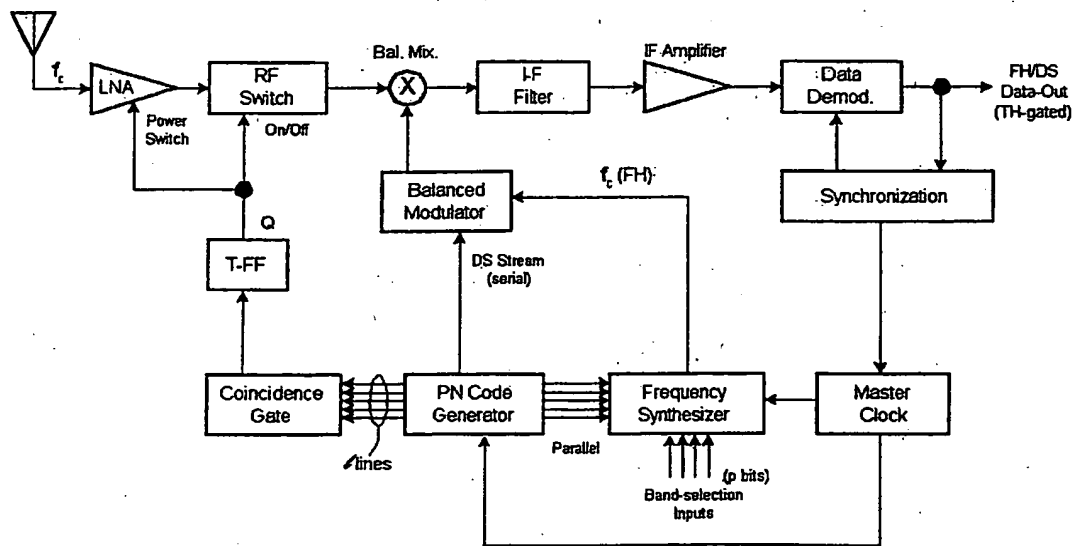 f_c
LNA
Power
Switch
RF
Switch
On/Off
Bal. Mix.
X
I-F
Filter
IF Amplifier
Data
Demod.
FH/DS
Data-Out
(TH-gated)
Q
T-FF
Balanced
Modulator
f_c (FH)
Synchronization
DS Stream
(serial)
Coincidence
Gate
ℓ lines
PN Code
Generator
Parallel
Frequency
Synthesizer
Master
Clock
(p bits)
Band-selection
Inputs